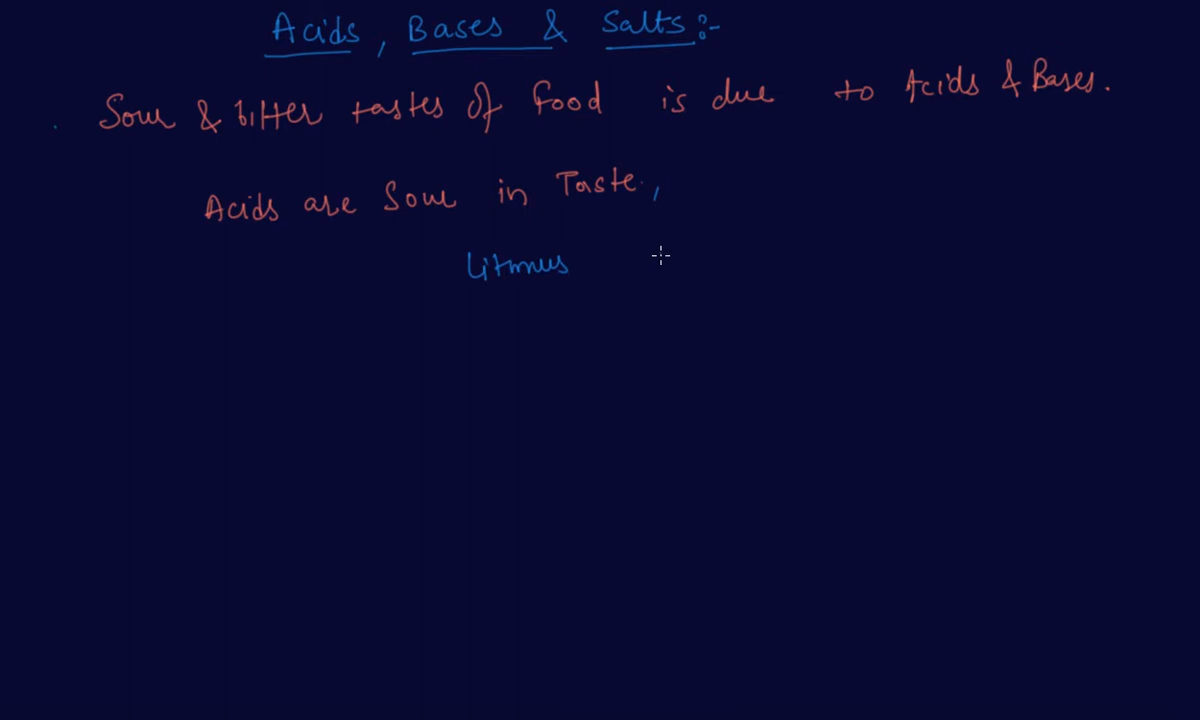 Acids, Bases & Salts:-
Sour & bitter tastes of food is due to Acids & Bases.
Acids are Sour in Taste,
Litmus